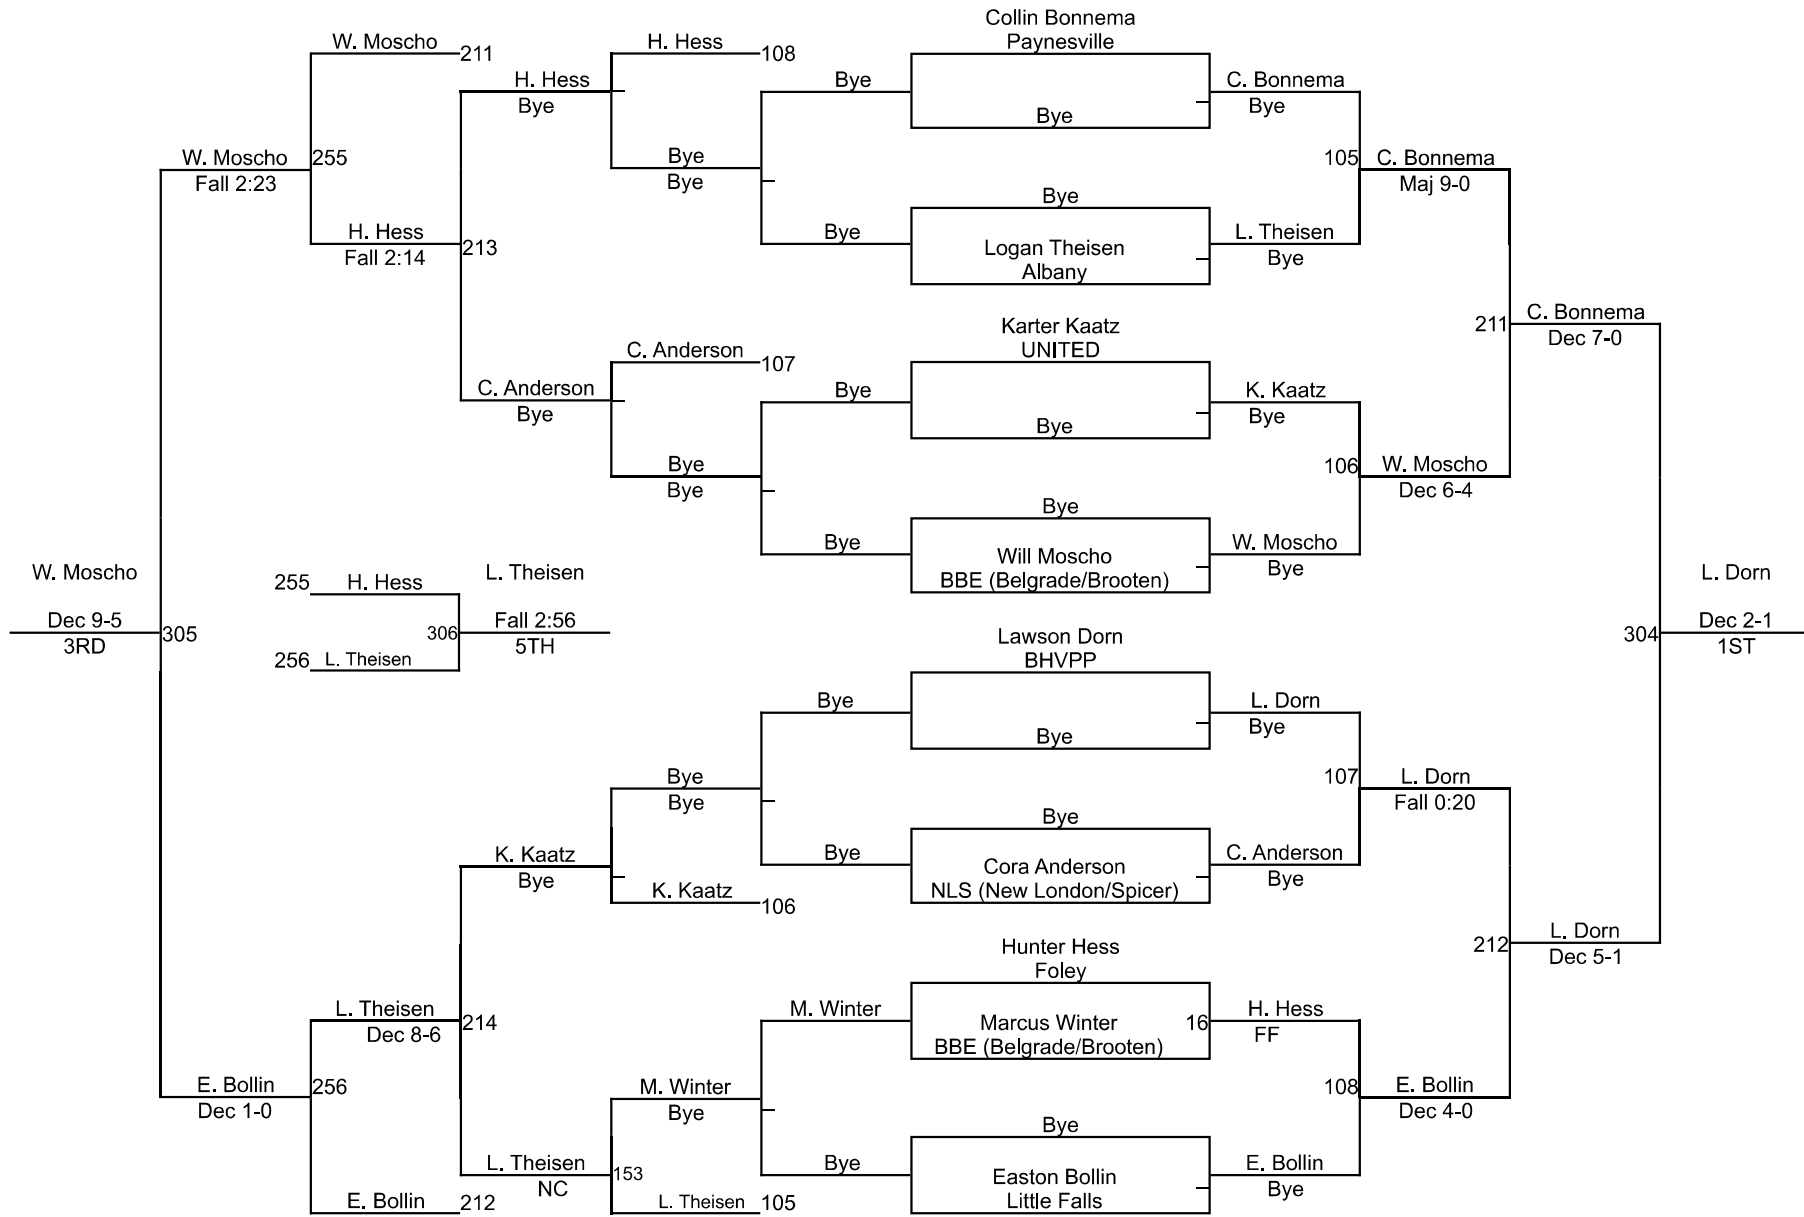 Collin Bonnema
Paynesville
W. Moscho
211
H. Hess
108
H. Hess
Bye
Bye
Bye
C. Bonnema
Bye
W. Moscho
Fall 2:23
255
Bye
Bye
105
C. Bonnema
Maj 9-0
Bye
H. Hess
Fall 2:14
213
Bye
Logan Theisen
Albany
L. Theisen
Bye
Karter Kaatz
UNITED
211
C. Bonnema
Dec 7-0
C. Anderson
107
C. Anderson
Bye
Bye
Bye
K. Kaatz
Bye
Bye
Bye
106
W. Moscho
Dec 6-4
Bye
Bye
Will Moscho
BBE (Belgrade/Brooten)
W. Moscho
Bye
W. Moscho
Dec 9-5
3RD
305
255
H. Hess
256
L. Theisen
306
L. Theisen
Fall 2:56
5TH
304
L. Dorn
Dec 2-1
1ST
Lawson Dorn
BHVPP
Bye
Bye
L. Dorn
Bye
Bye
Bye
107
L. Dorn
Fall 0:20
Bye
K. Kaatz
Bye
K. Kaatz
106
Bye
Cora Anderson
NLS (New London/Spicer)
C. Anderson
Bye
212
L. Dorn
Dec 5-1
Hunter Hess
Foley
L. Theisen
Dec 8-6
214
M. Winter
Marcus Winter
BBE (Belgrade/Brooten)
16
H. Hess
FF
E. Bollin
Dec 1-0
256
M. Winter
Bye
108
E. Bollin
Dec 4-0
Bye
L. Theisen
NC
153
Bye
Easton Bollin
Little Falls
E. Bollin
Bye
E. Bollin
212
L. Theisen
105